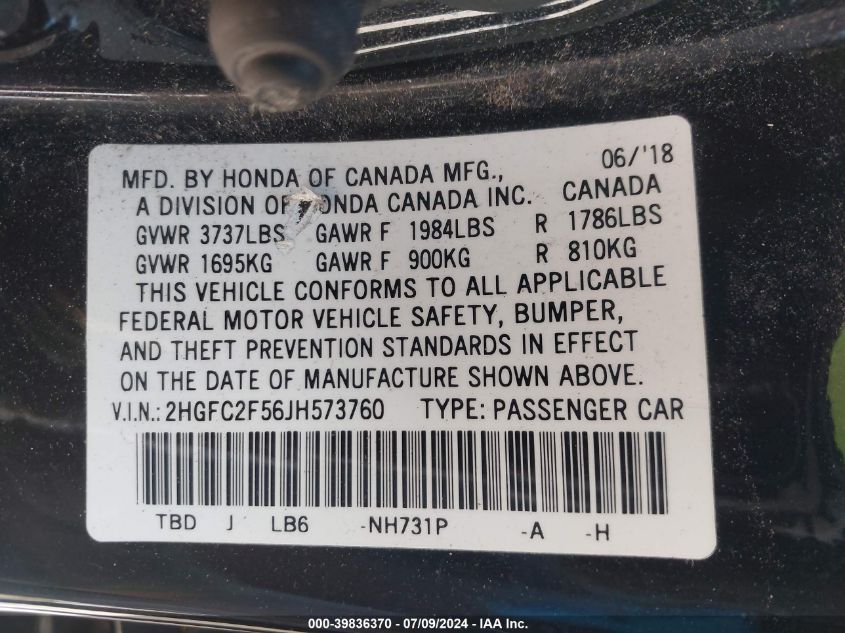 06/'18
MFD. BY HONDA OF CANADA MFG.,
A DIVISION OF HONDA CANADA INC. CANADA
GVWR 3737LBS GAWR F 1984LBS R 1786LBS
GVWR 1695KG GAWR F 900KG R 810KG
THIS VEHICLE CONFORMS TO ALL APPLICABLE
FEDERAL MOTOR VEHICLE SAFETY, BUMPER,
AND THEFT PREVENTION STANDARDS IN EFFECT
ON THE DATE OF MANUFACTURE SHOWN ABOVE.
V.I.N.: 2HGFC2F56JH573760 TYPE: PASSENGER CAR
TBD J LB6 -NH731P -A -H
000-39836370 - 07/09/2024 - IAA Inc.